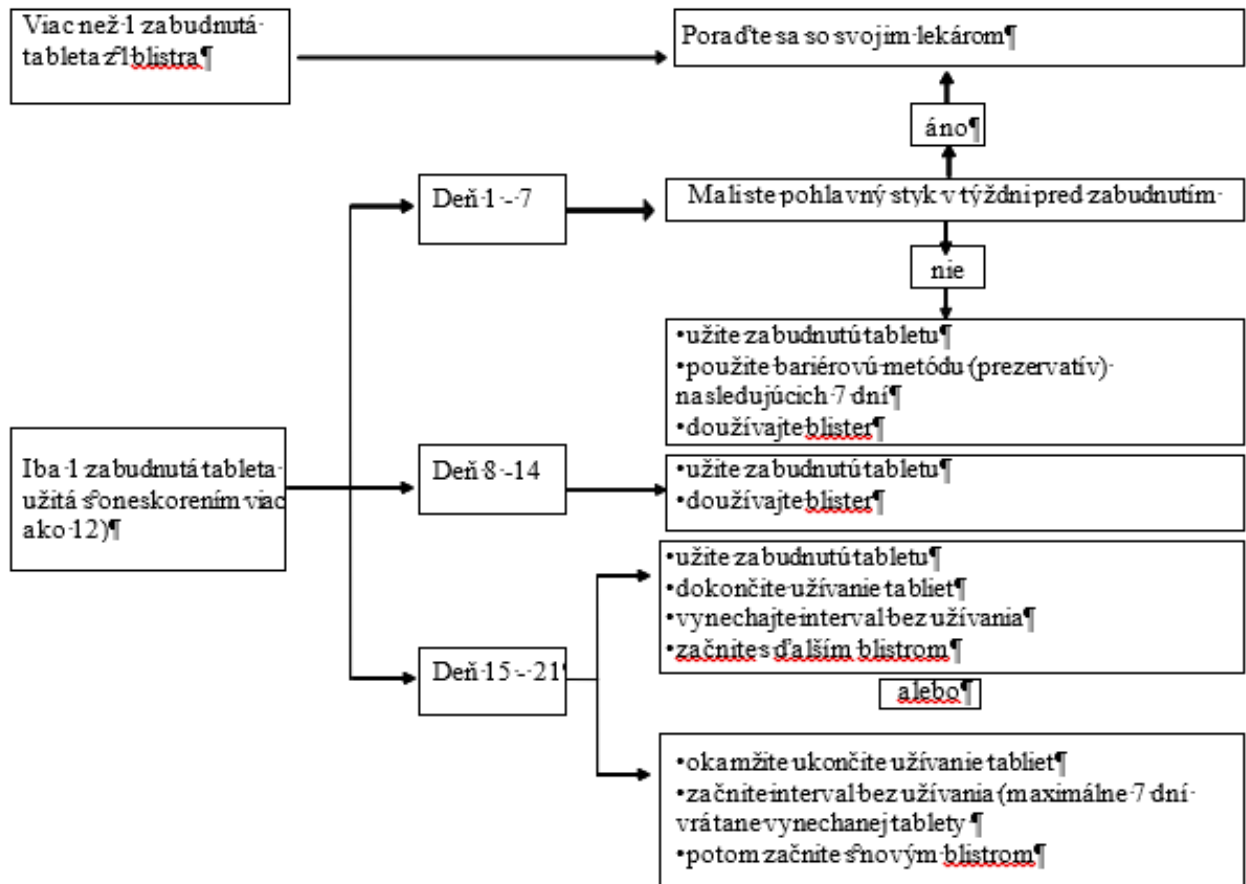 Viac než 1 zabudnutá
tableta z 1 blistra¶
Poraďte sa so svojim lekárom¶
áno¶
Deň 1 - 7
Mali ste pohlavný styk v týždni pred zabudnutím
nie
•užite zabudnutú tabletu¶
•použite bariérovú metódu (prezervatív)
nasledujúcich 7 dní¶
•doužívajte blister¶
Iba 1 zabudnutá tableta
užitá s oneskorením viac
ako 12)¶
Deň 8 -14
•užite zabudnutú tabletu¶
•doužívajte blister¶
•užite zabudnutú tabletu¶
•dokončite užívanie tabliet¶
•vynechajte interval bez užívania¶
•začnite s ďalším blistrom¶
Deň 15 - 21¶
alebo¶
•okamžite ukončite užívanie tabliet¶
•začnite interval bez užívania (maximálne 7 dní
vrátane vynechanej tablety ¶
•potom začnite s novým blistrom¶